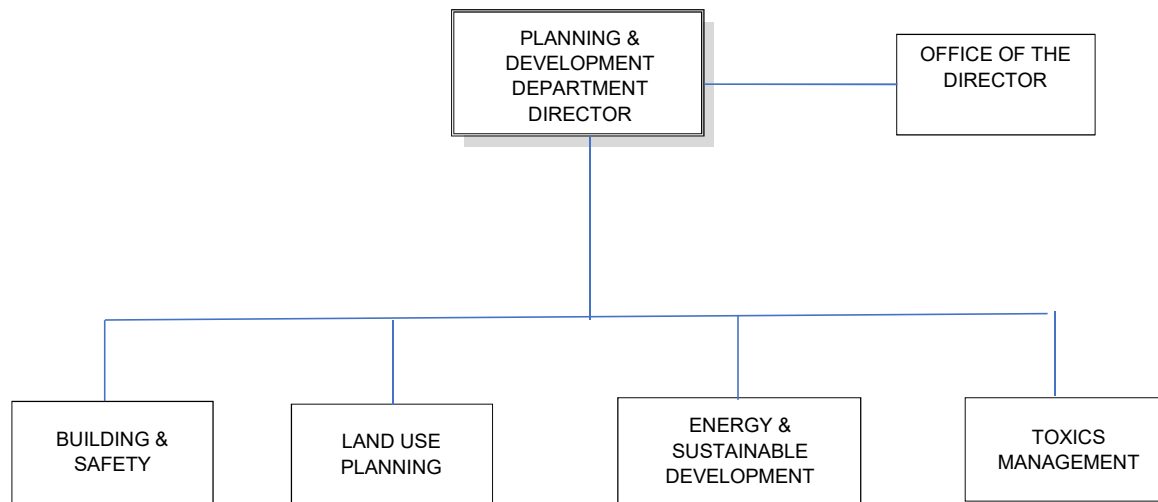 PLANNING &
DEVELOPMENT
DEPARTMENT
DIRECTOR
OFFICE OF THE
DIRECTOR
BUILDING &
SAFETY
LAND USE
PLANNING
ENERGY &
SUSTAINABLE
DEVELOPMENT
TOXICS
MANAGEMENT